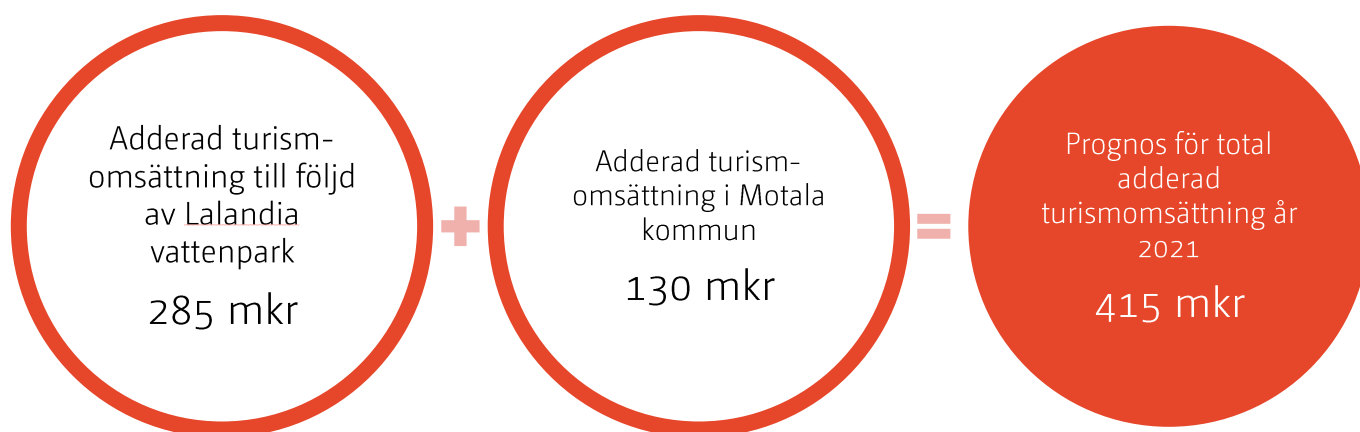 Adderad turism-
omsättning till följd
av Lalandia
vattenpark
285 mkr
+
Adderad turism-
omsättning i Motala
kommun
130 mkr
=
Prognos för total
adderad
turismomsättning år
2021
415 mkr